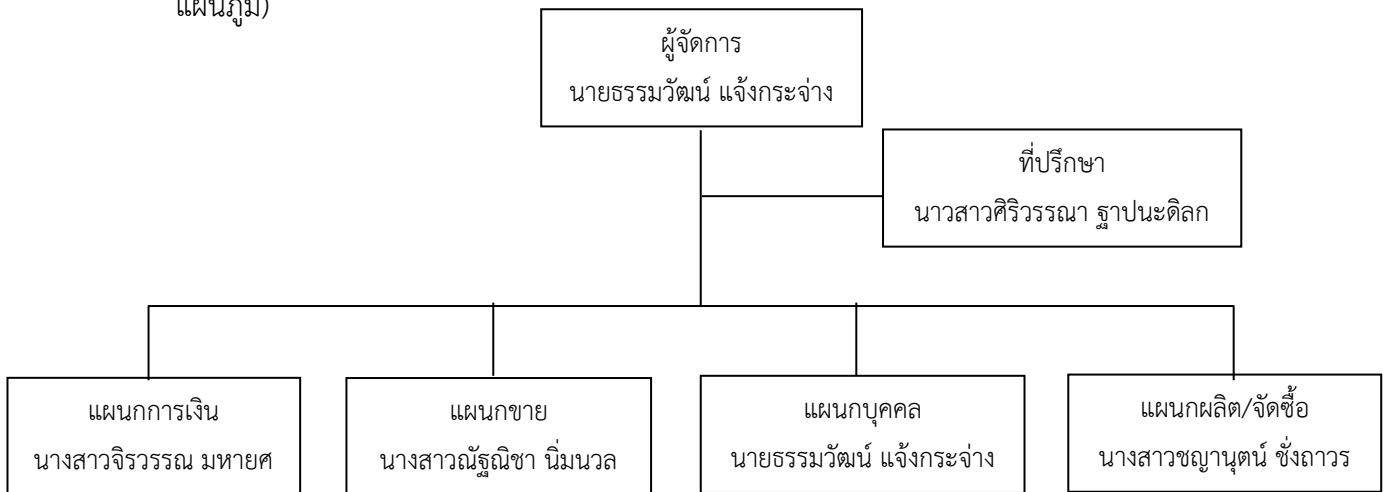 แผนภูมิ)
ผู้จัดการ
นายธรรมวัฒน์ แจ้งกระจ่าง
ที่ปรึกษา
นาวสาวศิริวรรณา ฐาปนะดิลก
แผนกการเงิน
นางสาวจิรวรรณ มหายศ
แผนกขาย
นางสาวณัฐณิชา นิ่มนวล
แผนกบุคคล
นายธรรมวัฒน์ แจ้งกระจ่าง
แผนกผลิต/จัดซื้อ
นางสาวชญานุตน์ ชั่งถาวร